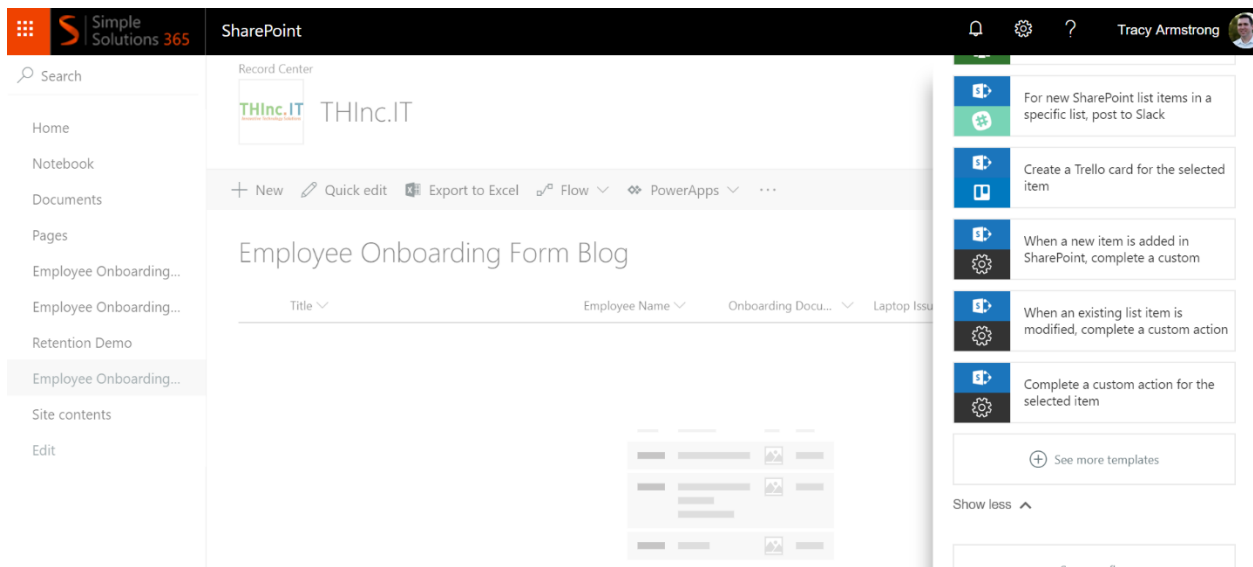 Simple
Solutions 365
SharePoint
Tracy Armstrong
Search
Home
Notebook
Documents
Pages
Employee Onboarding...
Employee Onboarding...
Retention Demo
Employee Onboarding...
Site contents
Edit
Record Center
THInc.IT
THInc.IT
New
Quick edit
Export to Excel
Flow
PowerApps
Employee Onboarding Form Blog
Title
Employee Name
Onboarding Docu...
Laptop Issu
For new SharePoint list items in a
specific list, post to Slack
Create a Trello card for the selected
item
When a new item is added in
SharePoint, complete a custom
When an existing list item is
modified, complete a custom action
Complete a custom action for the
selected item
See more templates
Show less